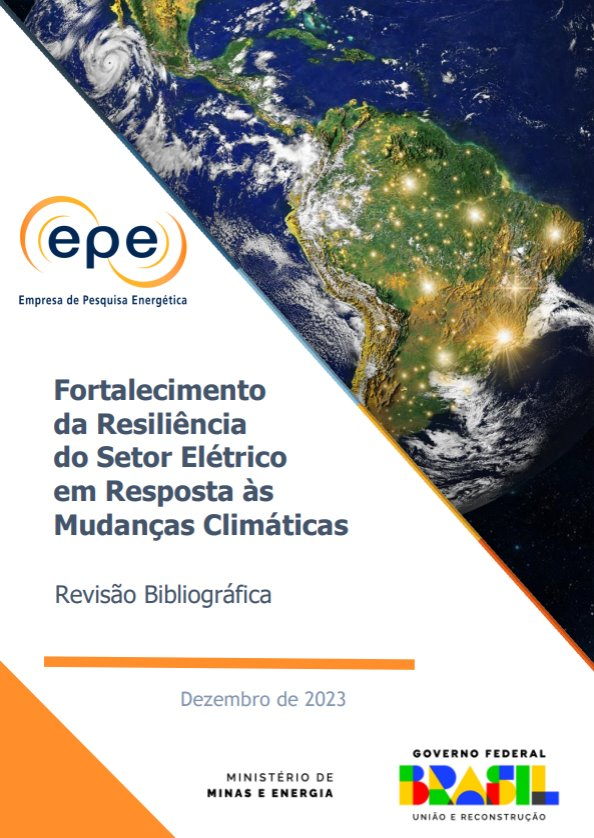 epe
Empresa de Pesquisa Energética
Fortalecimento
da Resiliência
do Setor Elétrico
em Resposta às
Mudanças Climáticas
Revisão Bibliográfica
Dezembro de 2023
MINISTÉRIO DE
MINAS E ENERGIA
GOVERNO FEDERAL
BRASIL
UNIÃO E RECONSTRUÇÃO